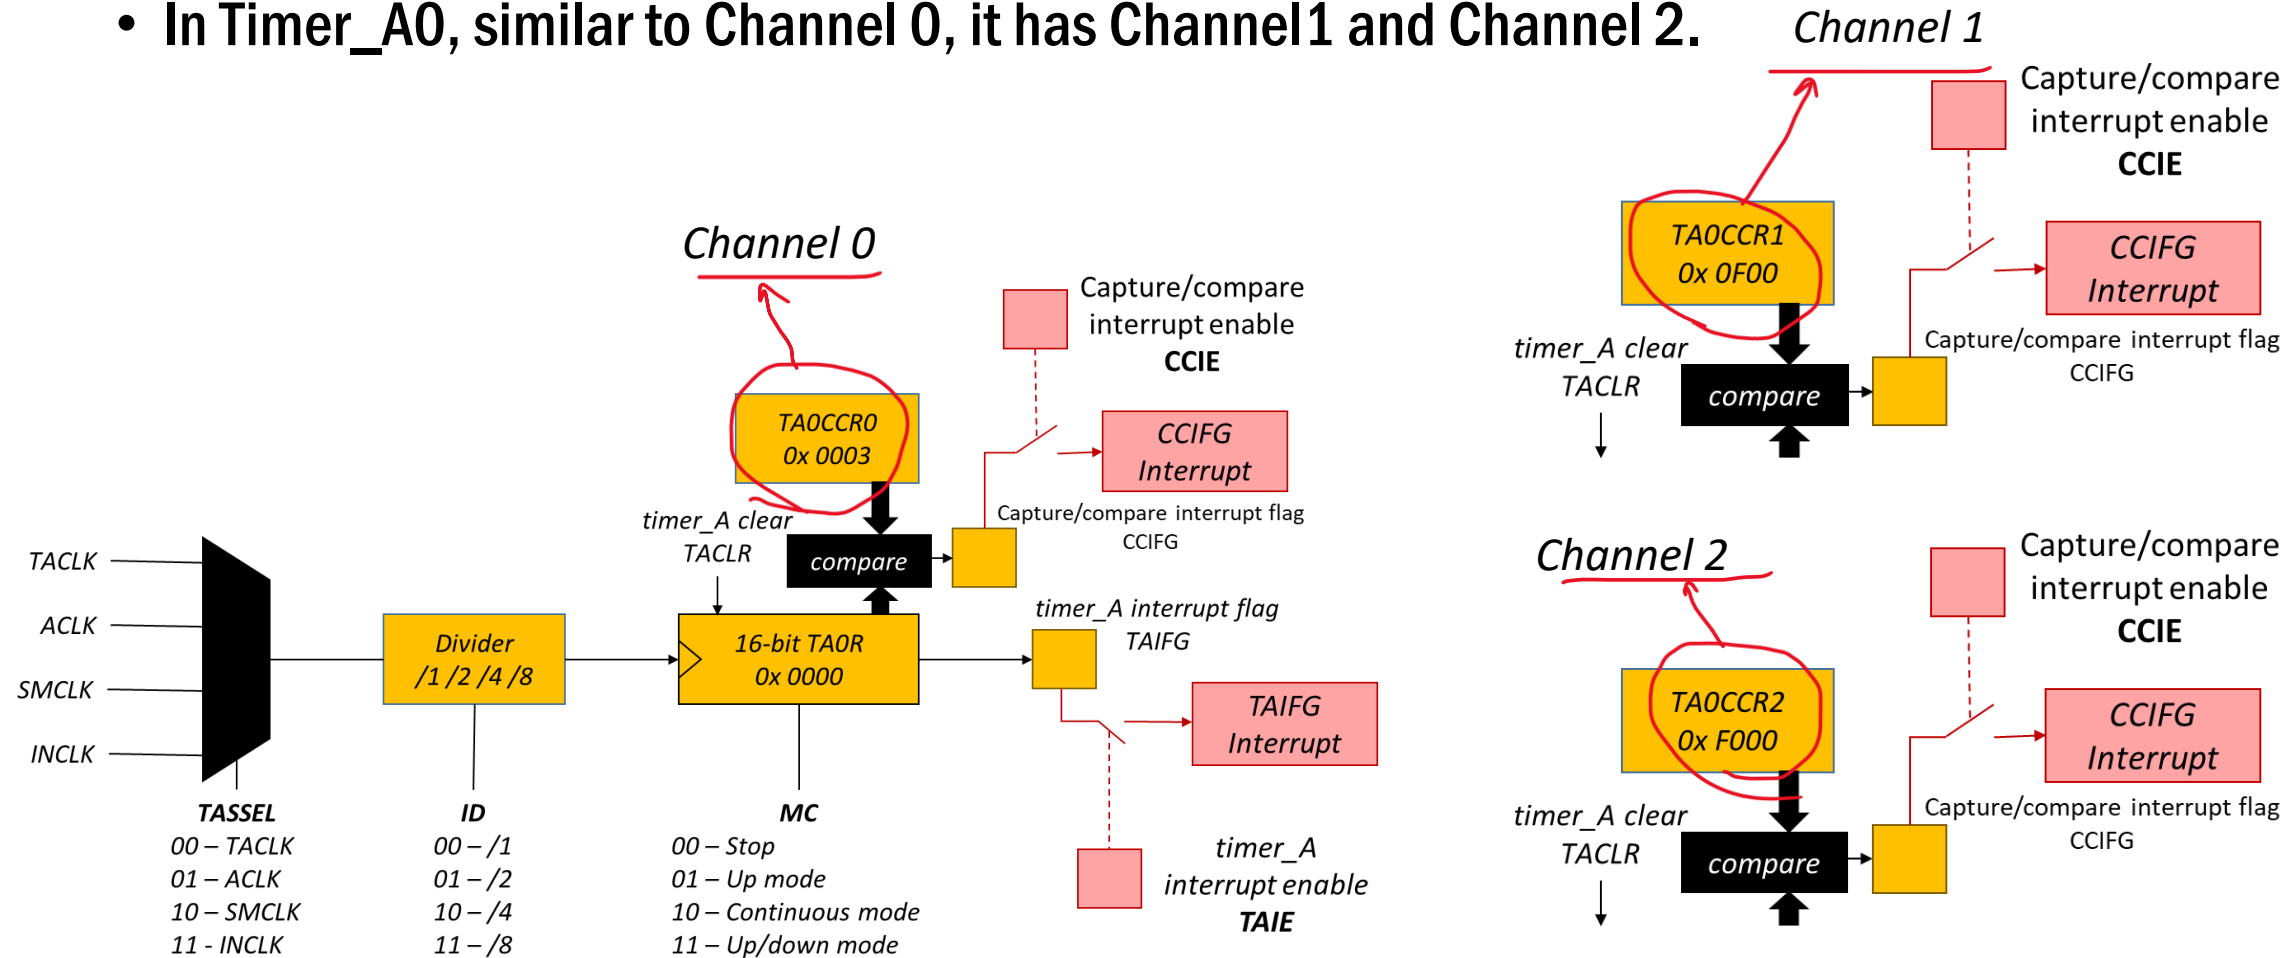 • In Timer_A0, similar to Channel 0, it has Channel1 and Channel 2.
Channel 0
Capture/compare
interrupt enable
CCIE
TA0CCR0
0x 0003
CCIFG
Interrupt
timer_A clear
TACLR
Capture/compare interrupt flag
CCIFG
compare
TACLK
ACLK
SMCLK
INCLK
Divider
/1 /2 /4 /8
16-bit TA0R
0x 0000
timer_A interrupt flag
TAIFG
TAIFG
Interrupt
timer_A
interrupt enable
TAIE
TASSEL
00 – TACLK
01 – ACLK
10 – SMCLK
11 - INCLK
ID
00 – /1
01 – /2
10 – /4
11 – /8
MC
00 – Stop
01 – Up mode
10 – Continuous mode
11 – Up/down mode
Channel 1
Capture/compare
interrupt enable
CCIE
TA0CCR1
0x 0F00
CCIFG
Interrupt
timer_A clear
TACLR
Capture/compare interrupt flag
CCIFG
compare
Channel 2
Capture/compare
interrupt enable
CCIE
TA0CCR2
0x F000
CCIFG
Interrupt
timer_A clear
TACLR
Capture/compare interrupt flag
CCIFG
compare